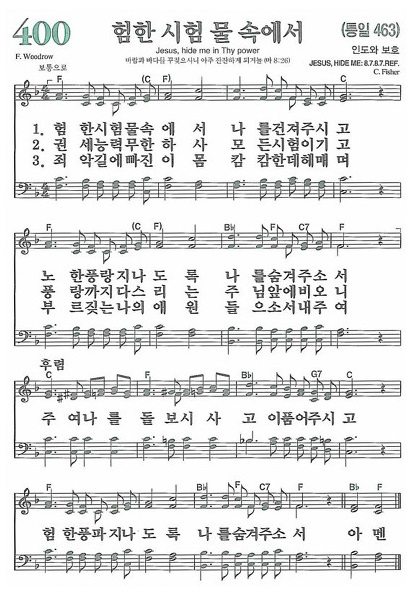 400
험한 시험 물 속에서
(통일 463)
F. Woodrow
Jesus, hide me in Thy power
인도와 보호
보통으로
바람과 바다를 꾸짖으시니 아주 잔잔하게 되거늘 (마 8:26)
JESUS, HIDE ME: 8.7.8.7.REF.
C. Fisher
F (C) F C
1. 험 한시험물속 에 서 나 를건져주시 고
2. 권 세능력무한 하 사 모 든시험이기 고
3. 죄 악길에빠진 이 몸 캄 캄한데헤매 며
F (C) F B♭ F C7 F
노 한풍랑지나 도 록 나 를숨겨주소 서
풍 랑까지다스 리 는 주 님앞에비오 니
부 르짖는나의 애 원 들 으소서내주 여
후렴
F C F B♭ G7 C
주 여나 를 돌 보시 사 고 이품어주시 고
F B♭ F B♭ F C7 F B♭ F
험 한풍파지나 도 록 나 를숨겨주소 서 아 멘